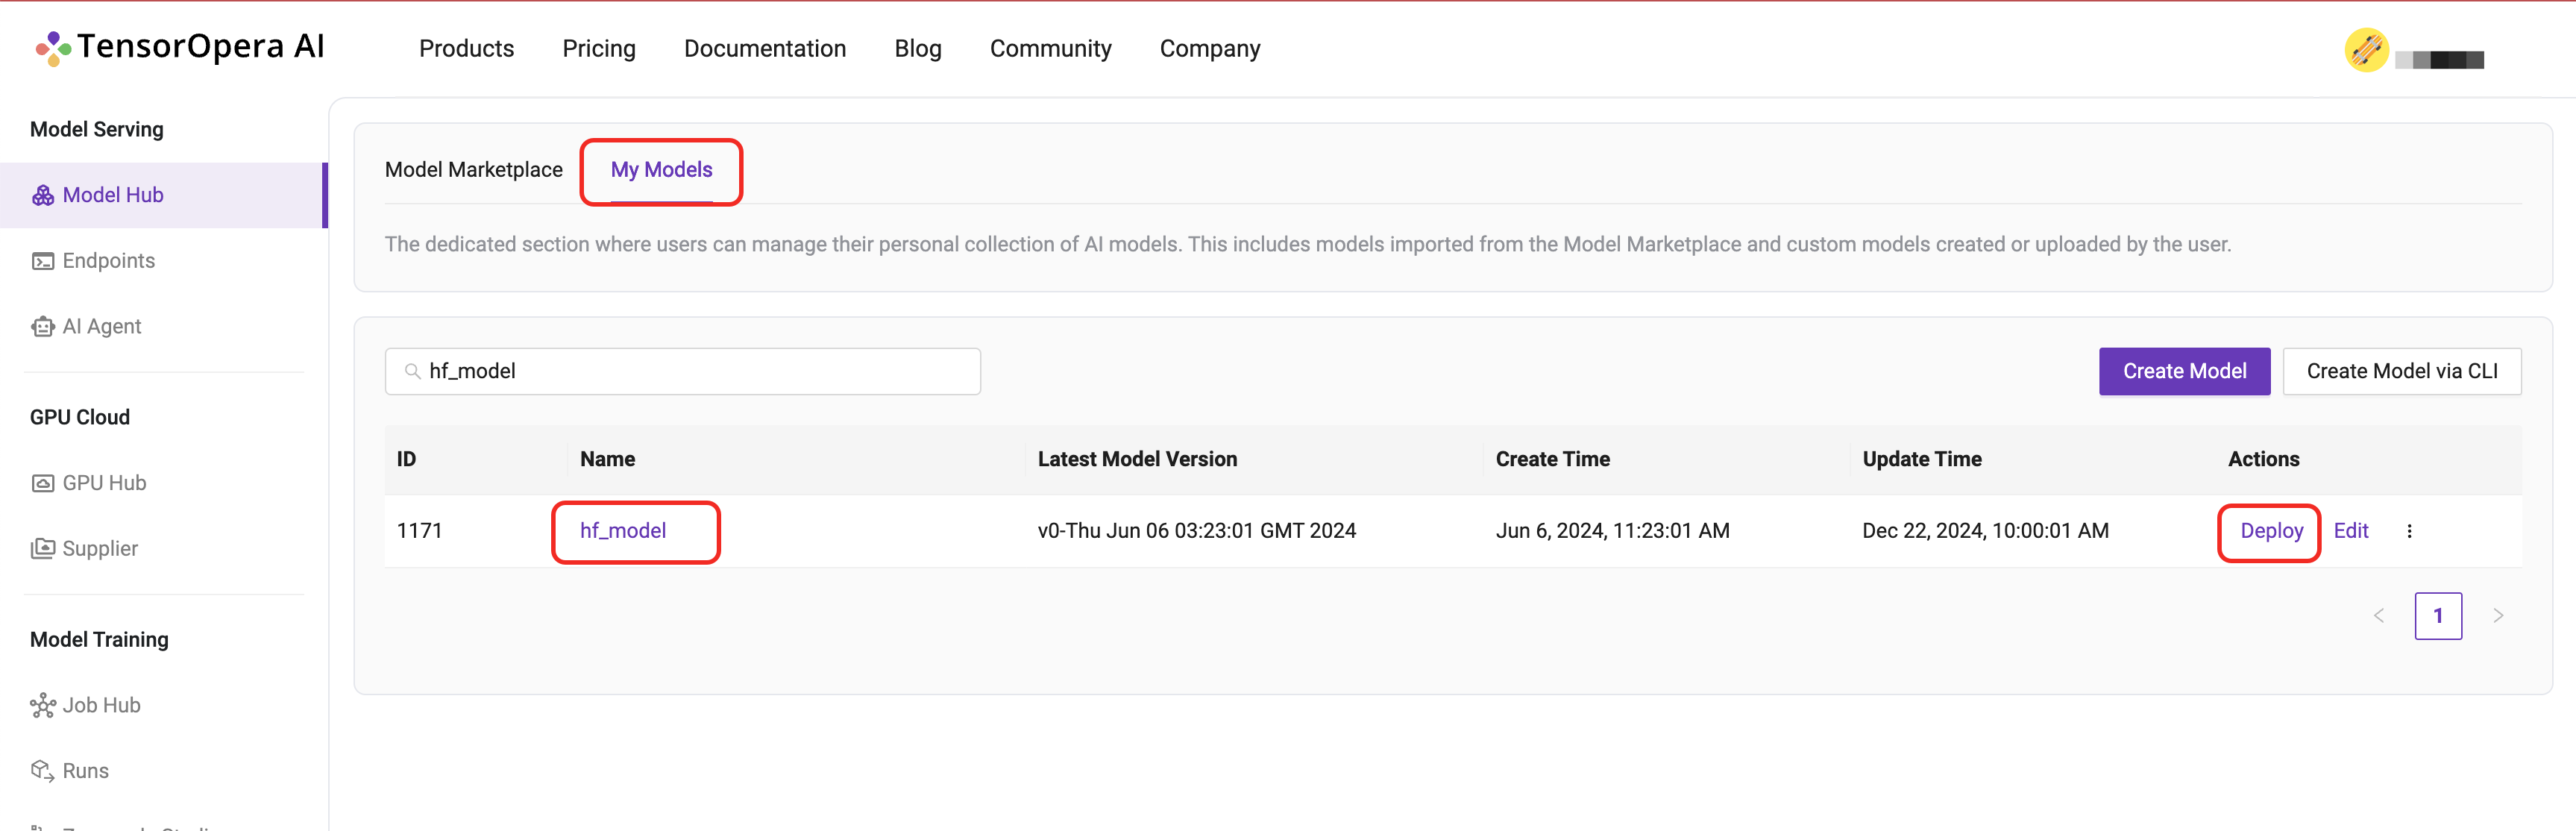 TensorOpera AI
Products Pricing Documentation Blog Community Company
Model Serving
Model Hub
Endpoints
AI Agent
GPU Cloud
GPU Hub
Supplier
Model Training
Job Hub
Runs
Model Marketplace My Models
The dedicated section where users can manage their personal collection of AI models. This includes models imported from the Model Marketplace and custom models created or uploaded by the user.
hf_model Create Model Create Model via CLI
ID Name Latest Model Version Create Time Update Time Actions
1171 hf_model v0-Thu Jun 06 03:23:01 GMT 2024 Jun 6, 2024, 11:23:01 AM Dec 22, 2024, 10:00:01 AM Deploy Edit
1